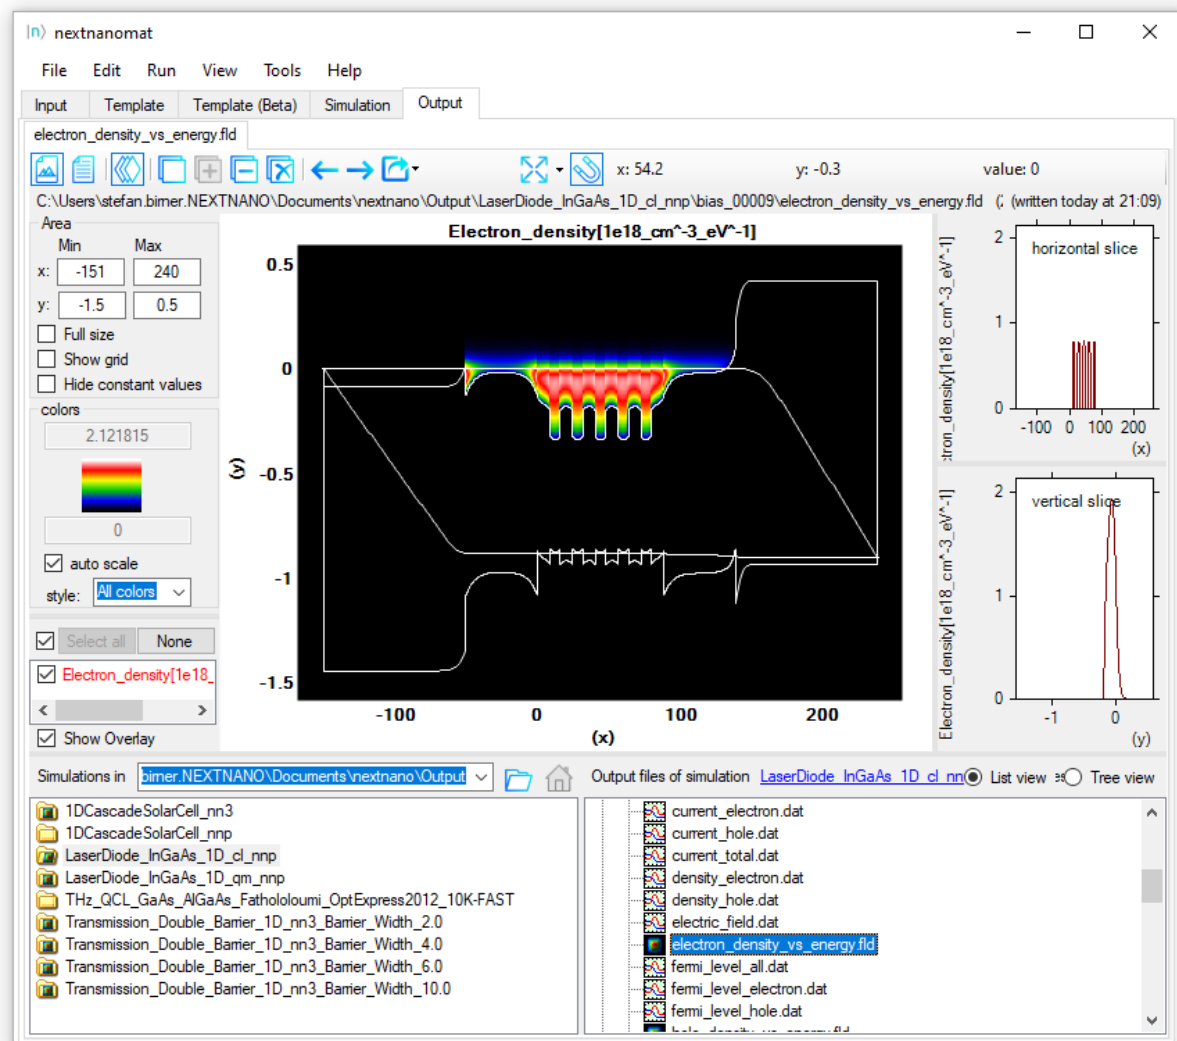 nextnanomat
File Edit Run View Tools Help
Input Template Template (Beta) Simulation Output
electron_density_vs_energy.fld
x: 54.2 y: -0.3 value: 0
C:\Users\stefan.birner.NEXTNANO\Documents\nextnano\Output\LaserDiode_InGaAs_1D_cl_nnp\bias_00009\electron_density_vs_energy.fld (written today at 21:09)
Area
Min Max
x: -151 240
y: -1.5 0.5
Full size
Show grid
Hide constant values
colors
2.121815
0
auto scale
style: All colors
Select all None
Electron_density[1e18_
Show Overlay
Electron_density[1e18_cm^-3_eV^-1]
0.5
0
-0.5
-1
-1.5
(y)
-100 0 100 200
(x)
tron_density[1e18_cm^-3_eV^-1]
horizontal slice
2
1
0
-100 0 100 200
(x)
Electron_density[1e18_cm^-3_eV^-1]
vertical slice
2
1
0
-1 0
(y)
Simulations in birner.NEXTNANO\Documents\nextnano\Output
Output files of simulation LaserDiode_InGaAs_1D_cl_nn List view Tree view
1DCascadeSolarCell_nn3
1DCascadeSolarCell_nnp
LaserDiode_InGaAs_1D_cl_nnp
LaserDiode_InGaAs_1D_qm_nnp
THz_QCL_GaAs_AlGaAs_Fathololoumi_OptExpress2012_10K-FAST
Transmission_Double_Barrier_1D_nn3_Barrier_Width_2.0
Transmission_Double_Barrier_1D_nn3_Barrier_Width_4.0
Transmission_Double_Barrier_1D_nn3_Barrier_Width_6.0
Transmission_Double_Barrier_1D_nn3_Barrier_Width_10.0
current_electron.dat
current_hole.dat
current_total.dat
density_electron.dat
density_hole.dat
electric_field.dat
electron_density_vs_energy.fld
fermi_level_all.dat
fermi_level_electron.dat
fermi_level_hole.dat
hole_density_vs_energy.fld